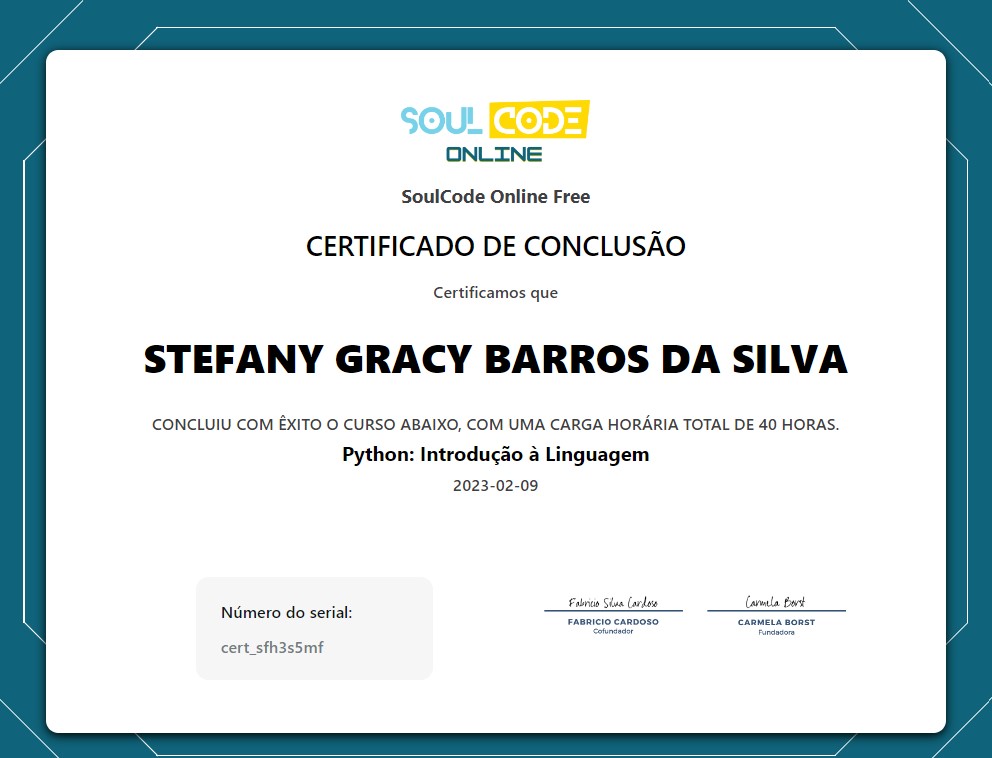 SOUL CODE
ONLINE
SoulCode Online Free
CERTIFICADO DE CONCLUSÃO
Certificamos que
STEFANY GRACY BARROS DA SILVA
CONCLUIU COM ÊXITO O CURSO ABAIXO, COM UMA CARGA HORÁRIA TOTAL DE 40 HORAS.
Python: Introdução à Linguagem
2023-02-09
Número do serial:
cert_sfh3s5mf
Fabricio Silva Cardoso
FABRICIO CARDOSO
Cofundador
Carmela Borst
CARMELA BORST
Fundadora